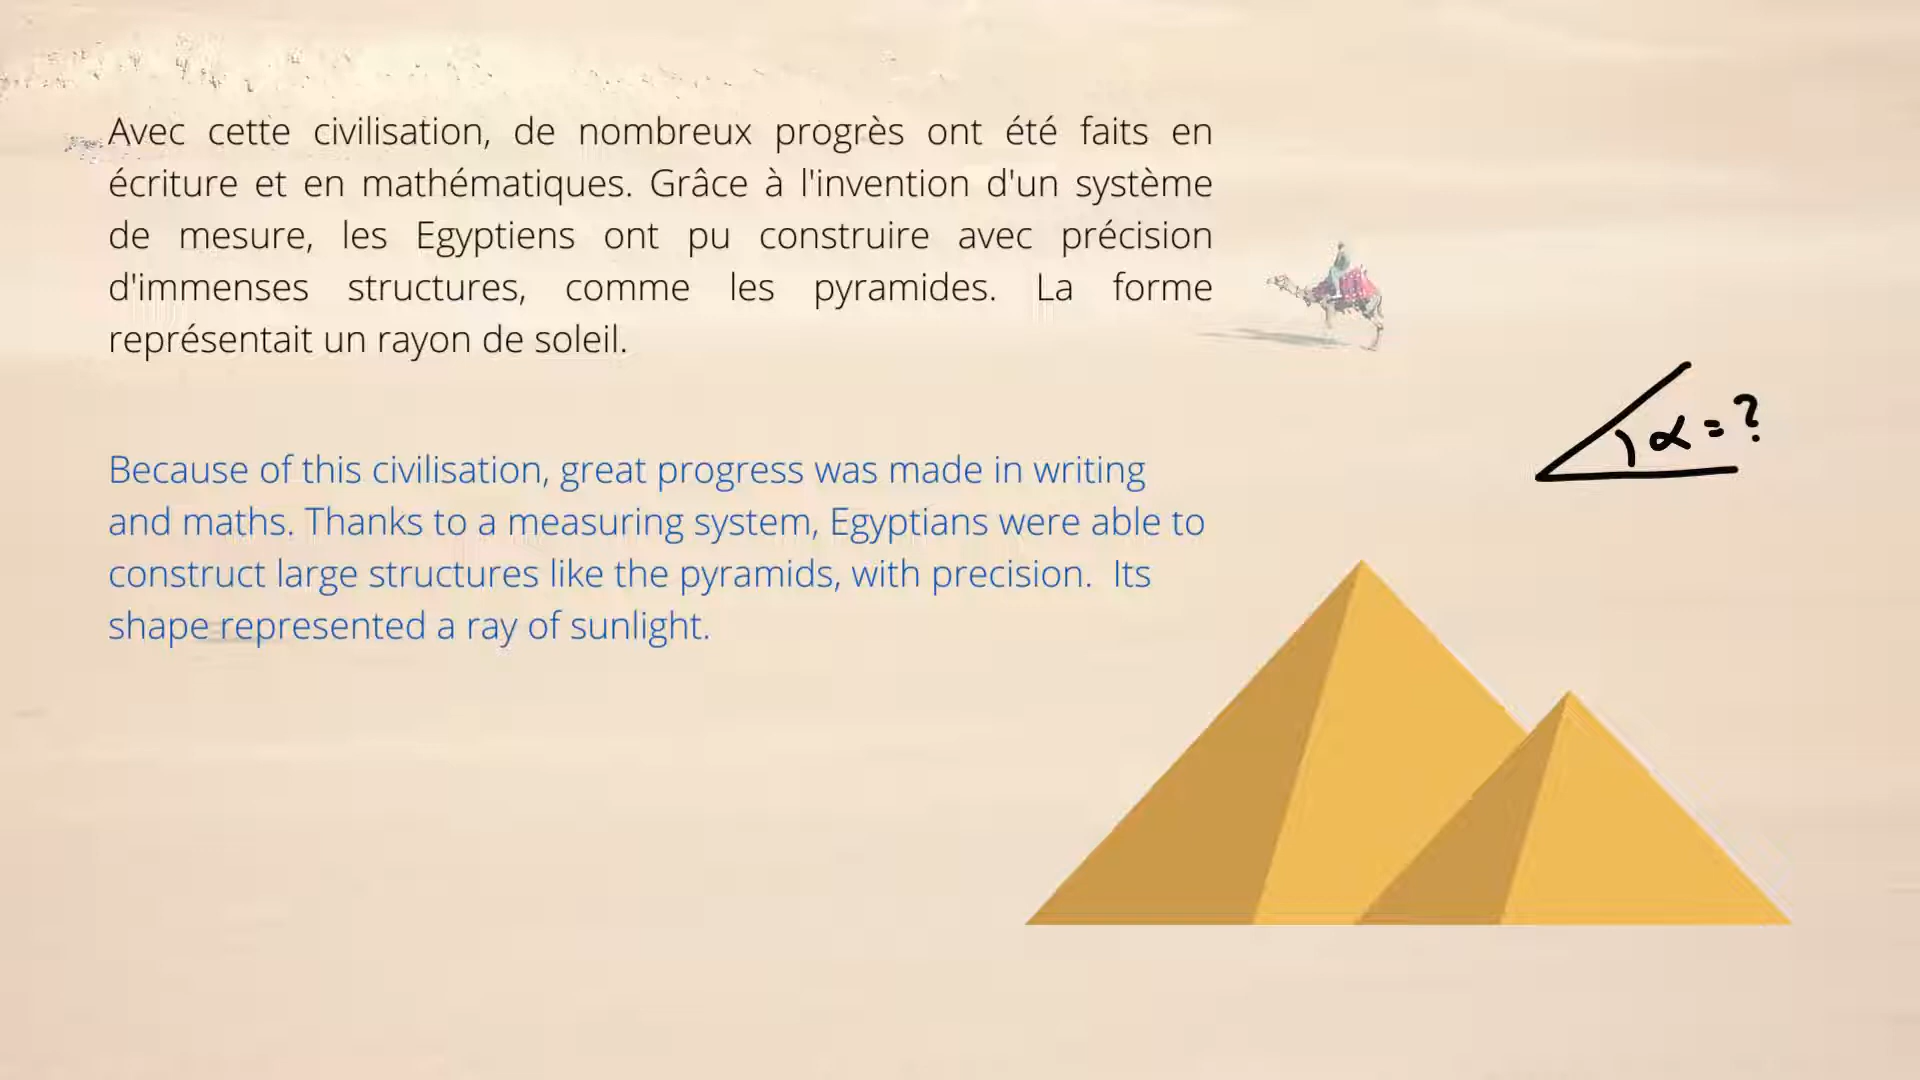 Avec cette civilisation, de nombreux progrès ont été faits en
écriture et en mathématiques. Grâce à l'invention d'un système
de mesure, les Egyptiens ont pu construire avec précision
d'immenses structures, comme les pyramides. La forme
représentait un rayon de soleil.
α=?
Because of this civilisation, great progress was made in writing
and maths. Thanks to a measuring system, Egyptians were able to
construct large structures like the pyramids, with precision.  Its
shape represented a ray of sunlight.